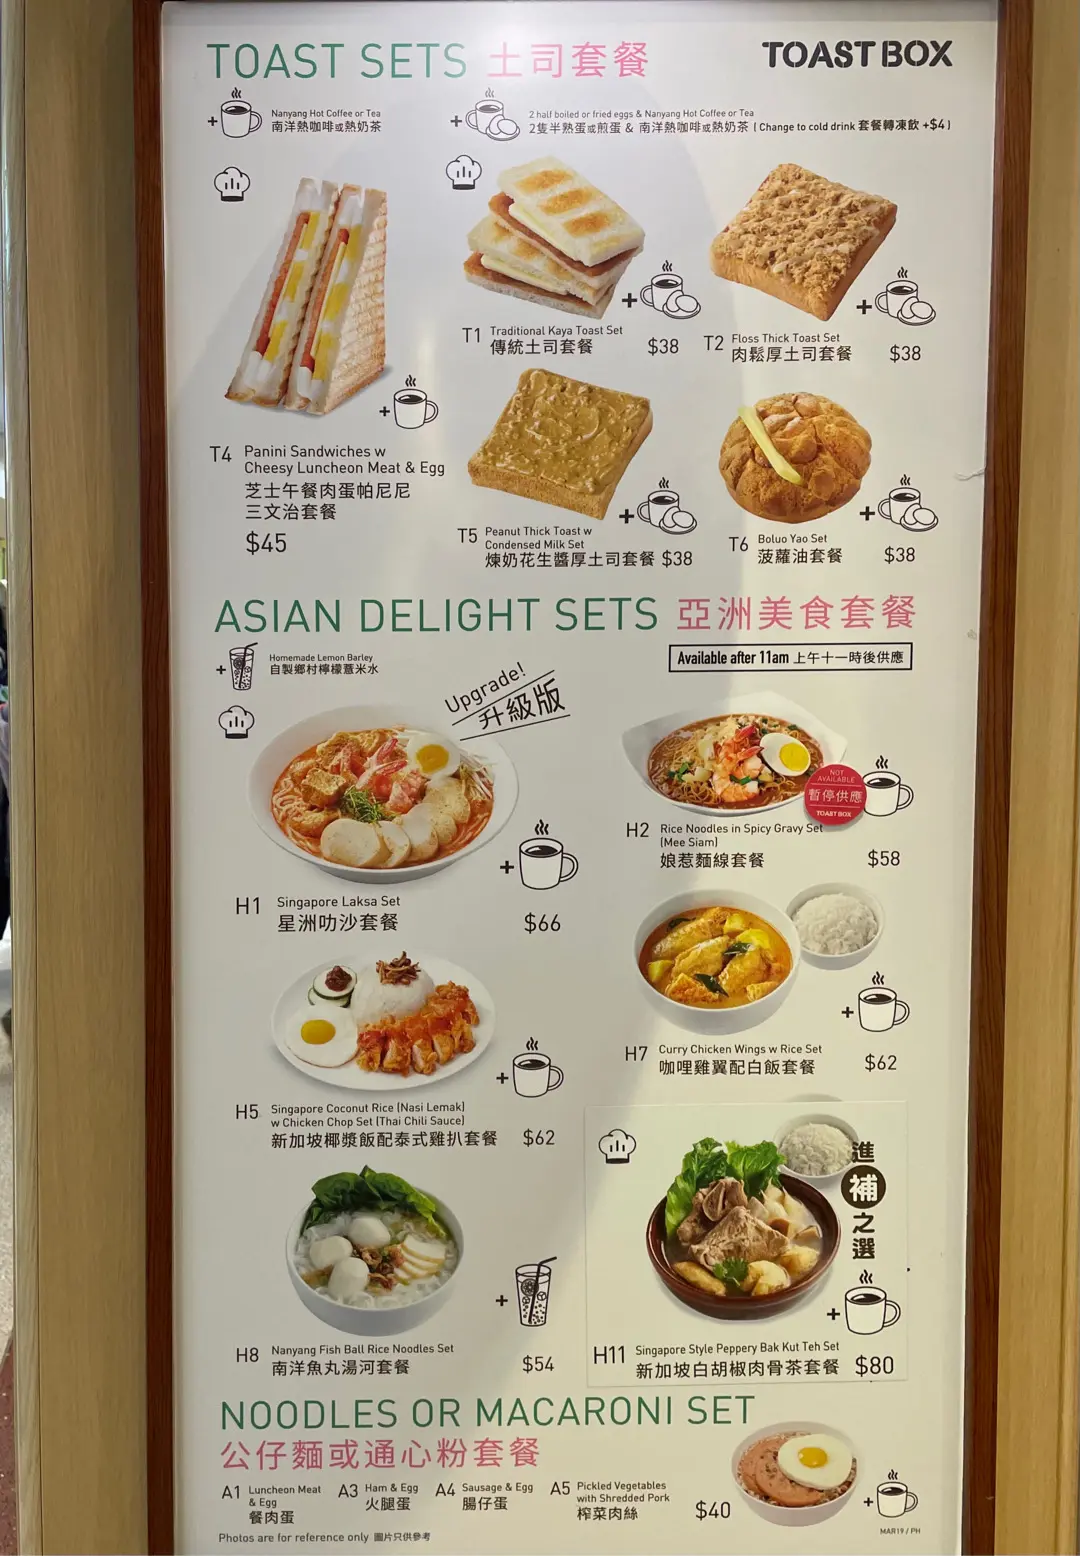 TOAST SETS 土司套餐
TOAST BOX
+ Nanyang Hot Coffee or Tea
南洋熱咖啡或熱奶茶
+ 2 half boiled or fried eggs & Nanyang Hot Coffee or Tea
2隻半熟蛋或煎蛋 & 南洋熱咖啡或熱奶茶 ( Change to cold drink 套餐轉凍飲 +$4 )
+
T1 Traditional Kaya Toast Set
傳統土司套餐 $38
+
T2 Floss Thick Toast Set
肉鬆厚土司套餐 $38
+
T4 Panini Sandwiches w
Cheesy Luncheon Meat & Egg
芝士午餐肉蛋帕尼尼
三文治套餐
$45
+
T5 Peanut Thick Toast w
Condensed Milk Set
煉奶花生醬厚土司套餐 $38
+
T6 Boluo Yao Set
菠蘿油套餐 $38
ASIAN DELIGHT SETS 亞洲美食套餐
+ Homemade Lemon Barley
自製鄉村檸檬薏米水
Available after 11am 上午十一時後供應
Upgrade!
升級版
+
H1 Singapore Laksa Set
星洲叻沙套餐 $66
NOT
AVAILABLE
暫停供應
TOAST BOX
H2 Rice Noodles in Spicy Gravy Set
(Mee Siam)
娘惹麵線套餐 $58
+
H5 Singapore Coconut Rice (Nasi Lemak)
w Chicken Chop Set (Thai Chili Sauce)
新加坡椰漿飯配泰式雞扒套餐 $62
+
H7 Curry Chicken Wings w Rice Set
咖哩雞翼配白飯套餐 $62
+
H8 Nanyang Fish Ball Rice Noodles Set
南洋魚丸湯河套餐 $54
進
補
之
選
+
H11 Singapore Style Peppery Bak Kut Teh Set
新加坡白胡椒肉骨茶套餐 $80
NOODLES OR MACARONI SET
公仔麵或通心粉套餐
A1 Luncheon Meat
& Egg
餐肉蛋
A3 Ham & Egg
火腿蛋
A4 Sausage & Egg
腸仔蛋
A5 Pickled Vegetables
with Shredded Pork
榨菜肉絲
$40
+
Photos are for reference only 圖片只供參考
MAR19 / PH